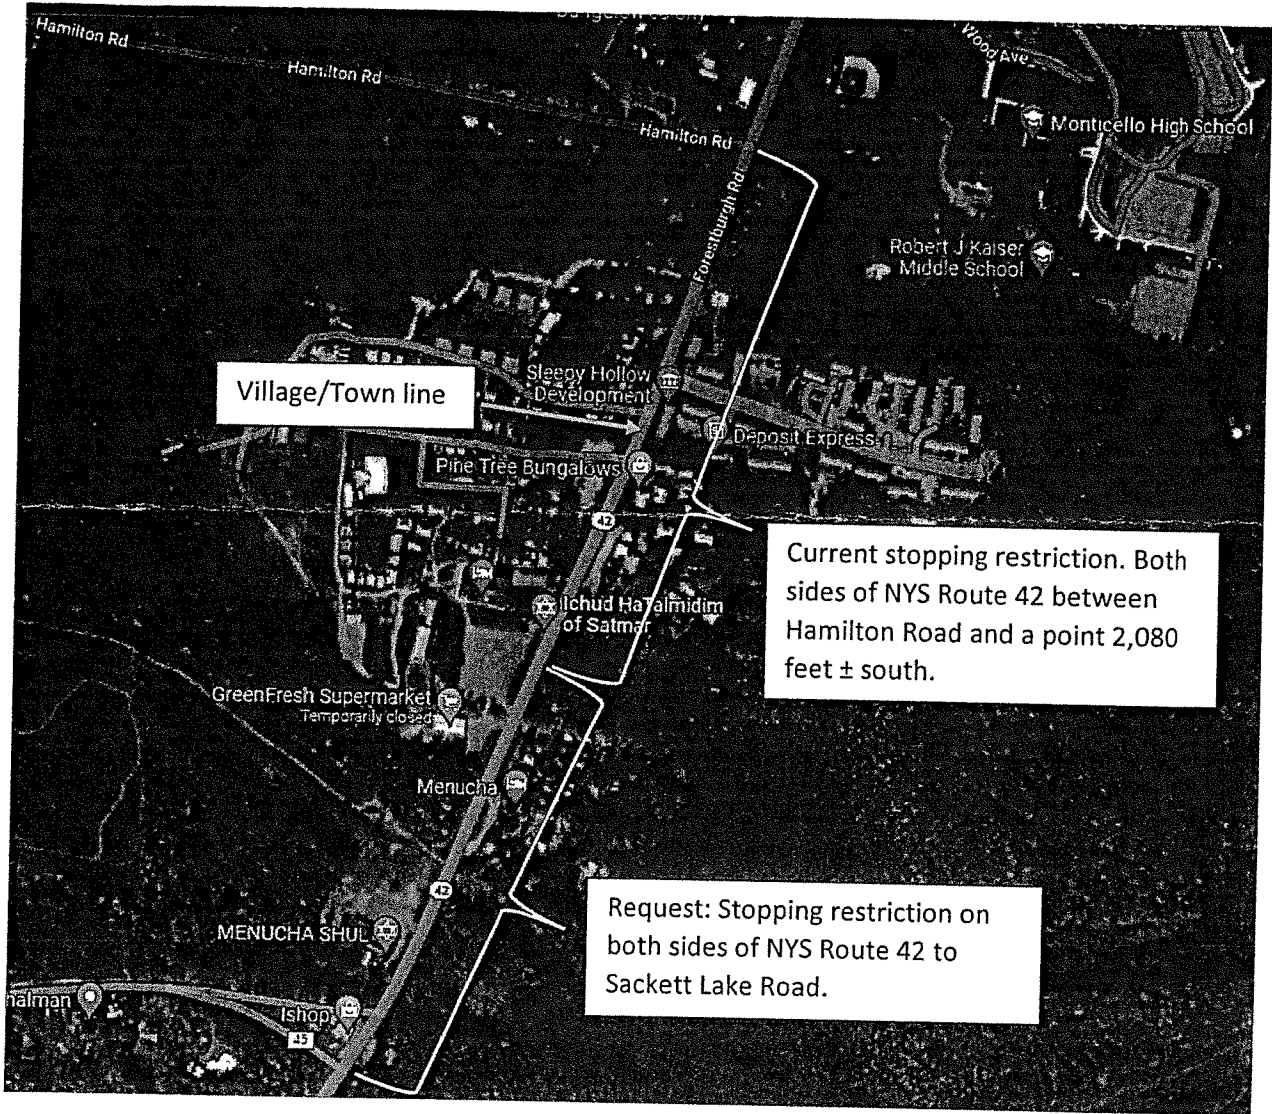 Hamilton Rd
Hamilton Rd
Hamilton Rd
Wood Ave
Monticello High School
Forestburgh Rd
Robert J Kaiser
Middle School
Village/Town line
Sleepy Hollow
Development
Deposit Express
Pine Tree Bungalows
42
Current stopping restriction. Both
sides of NYS Route 42 between
Hamilton Road and a point 2,080
feet ± south.
Ichud HaTalmidim
of Satmar
GreenFresh Supermarket
Temporarily closed
Menucha
42
Request: Stopping restriction on
both sides of NYS Route 42 to
Sackett Lake Road.
MENUCHA SHUL
Ishop
45